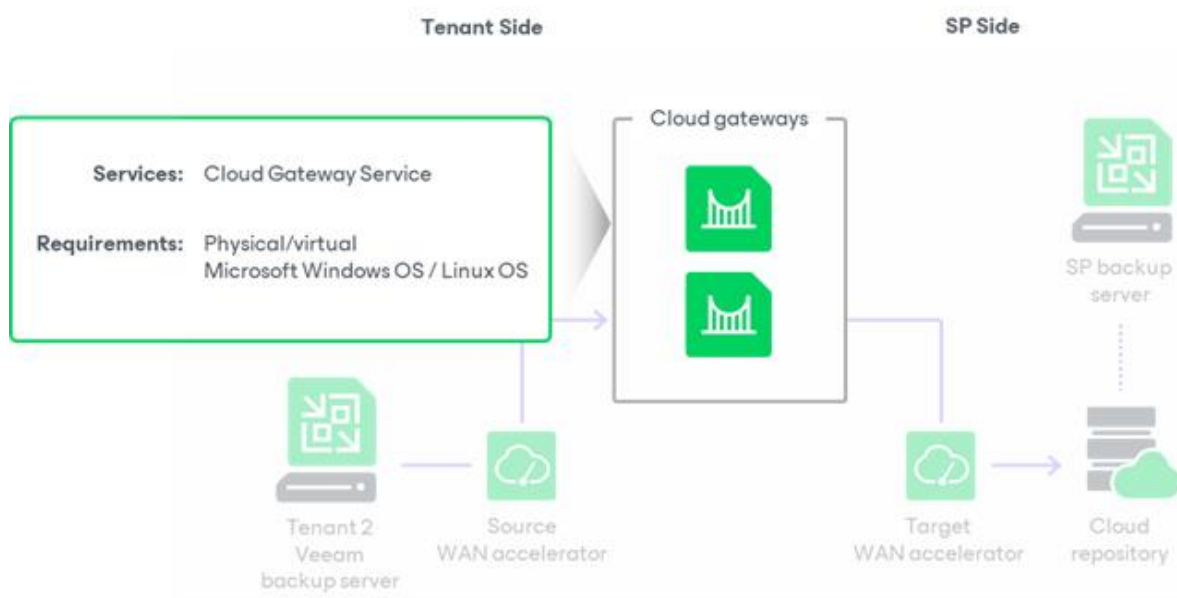 Tenant Side
SP Side
Cloud gateways
Services: Cloud Gateway Service
Requirements: Physical/virtual
Microsoft Windows OS / Linux OS
SP backup
server
Tenant 2
Veeam
backup server
Source
WAN accelerator
Target
WAN accelerator
Cloud
repository